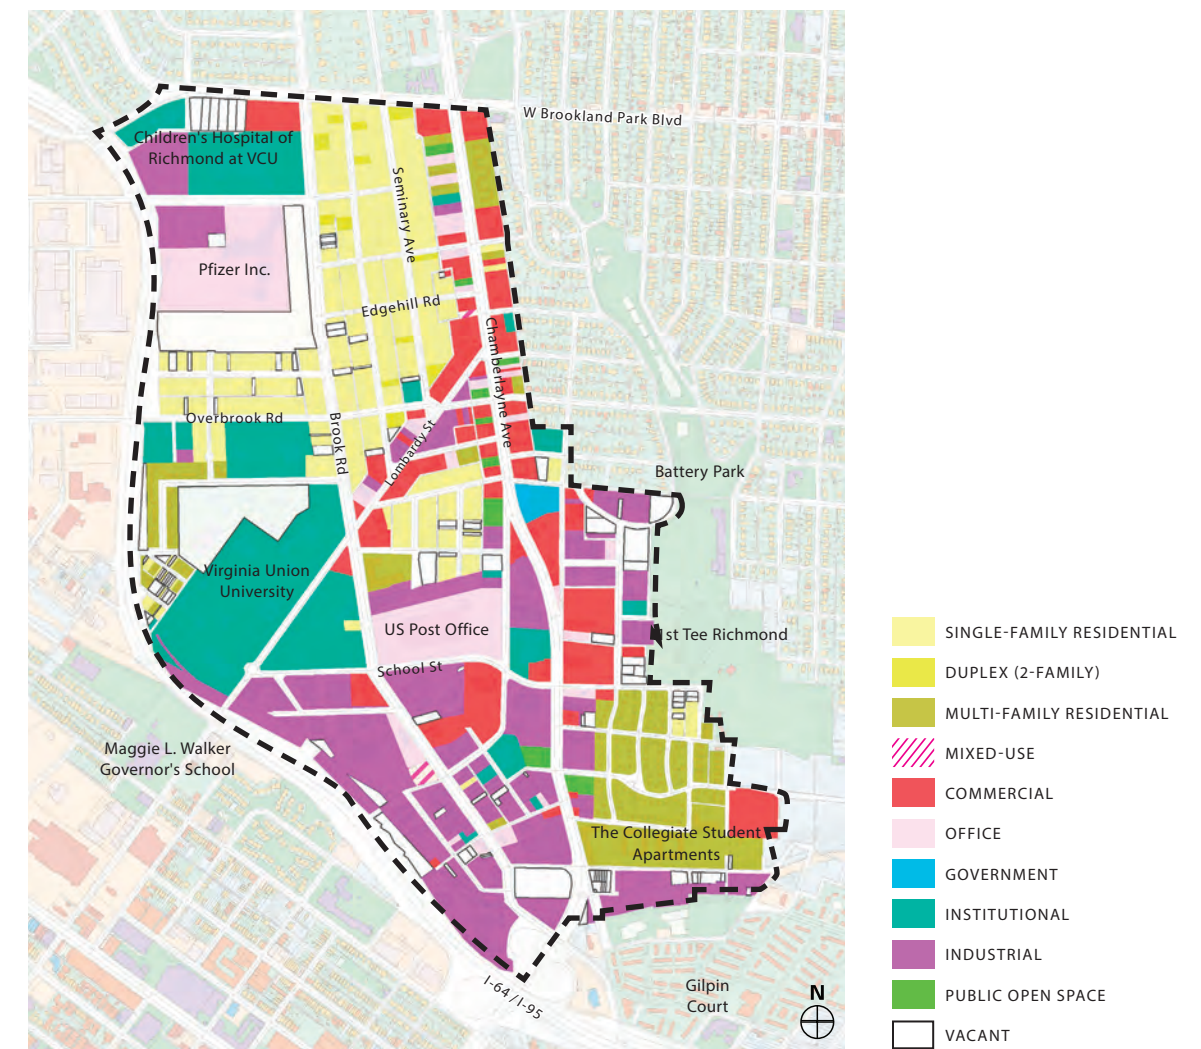 W Brookland Park Blvd
Children's Hospital of
Richmond at VCU
Seminary Ave
Pfizer Inc.
Edgehill Rd
Chamberlayne Ave
Overbrook Rd
Brook Rd
Lombardy St
Battery Park
Virginia Union
University
US Post Office
1st Tee Richmond
School St
Maggie L. Walker
Governor's School
The Collegiate Student
Apartments
I-64 / I-95
Gilpin
Court
N
SINGLE-FAMILY RESIDENTIAL
DUPLEX (2-FAMILY)
MULTI-FAMILY RESIDENTIAL
MIXED-USE
COMMERCIAL
OFFICE
GOVERNMENT
INSTITUTIONAL
INDUSTRIAL
PUBLIC OPEN SPACE
VACANT